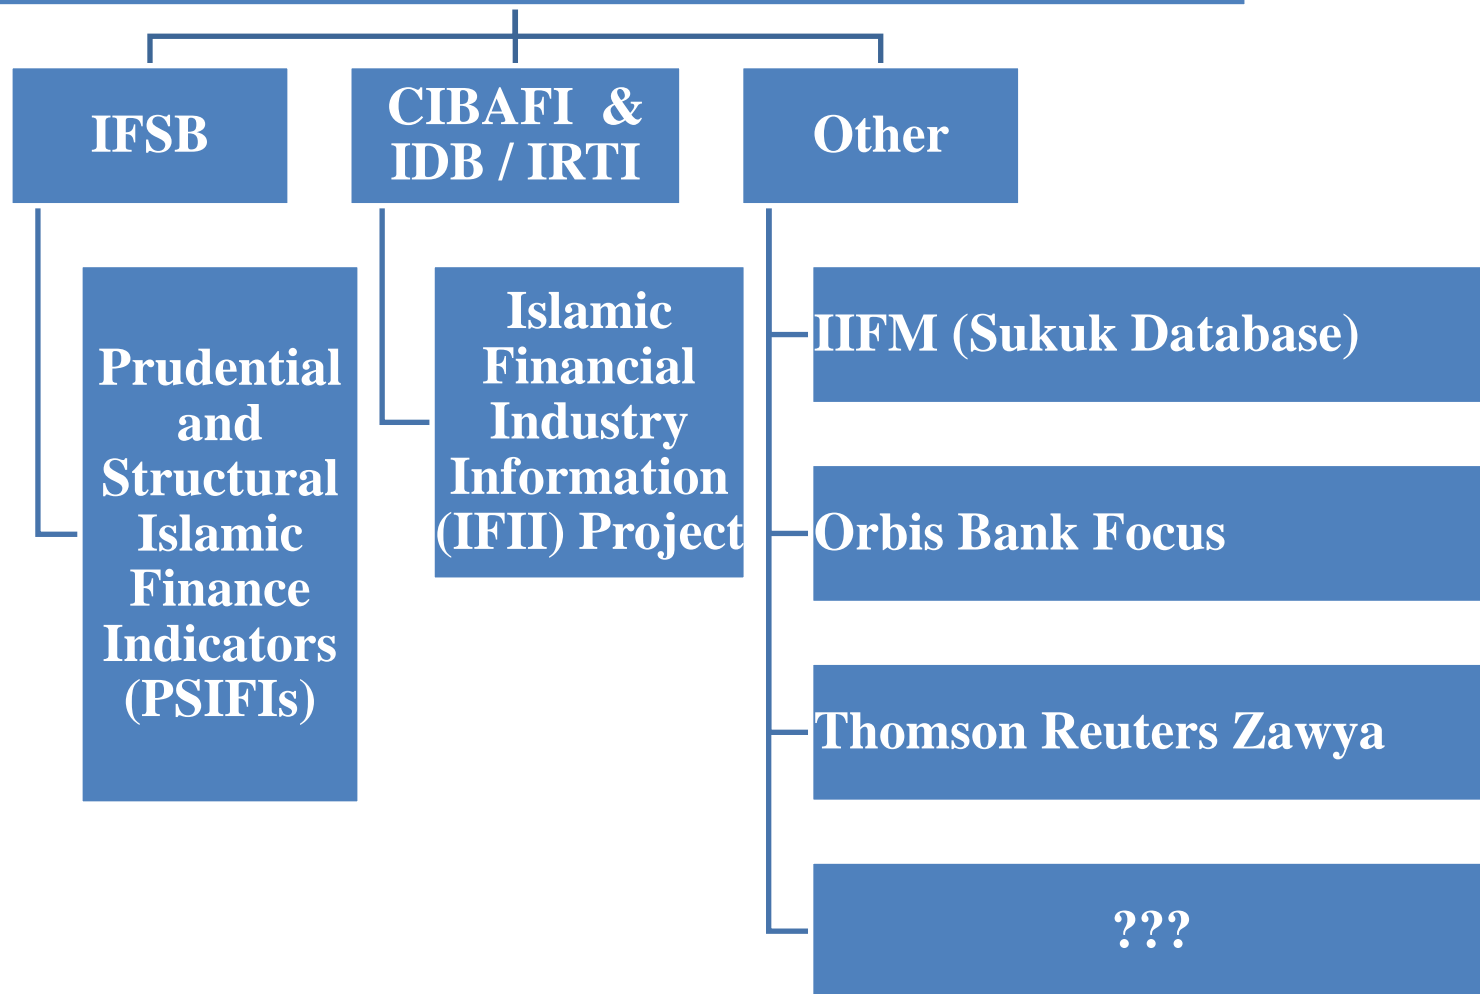 IFSB
CIBAFI &
IDB / IRTI
Other
Prudential
and
Structural
Islamic
Finance
Indicators
(PSIFIs)
Islamic
Financial
Industry
Information
(IFII) Project
IIFM (Sukuk Database)
Orbis Bank Focus
Thomson Reuters Zawya
???